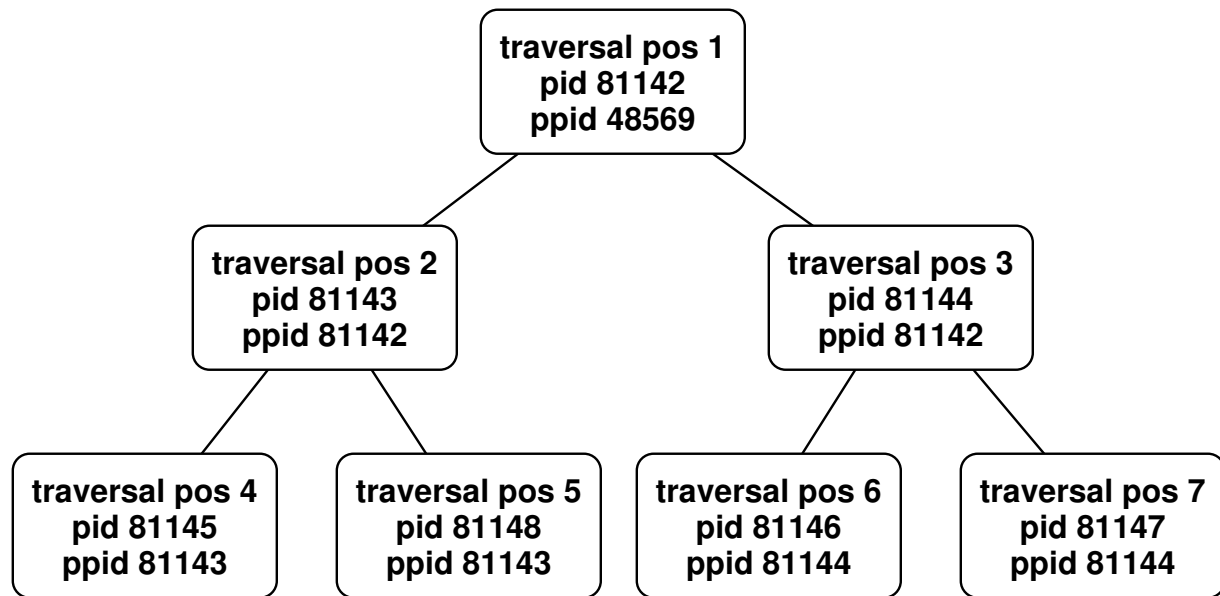 traversal pos 1
pid 81142
ppid 48569
traversal pos 2
pid 81143
ppid 81142
traversal pos 3
pid 81144
ppid 81142
traversal pos 4
pid 81145
ppid 81143
traversal pos 5
pid 81148
ppid 81143
traversal pos 6
pid 81146
ppid 81144
traversal pos 7
pid 81147
ppid 81144